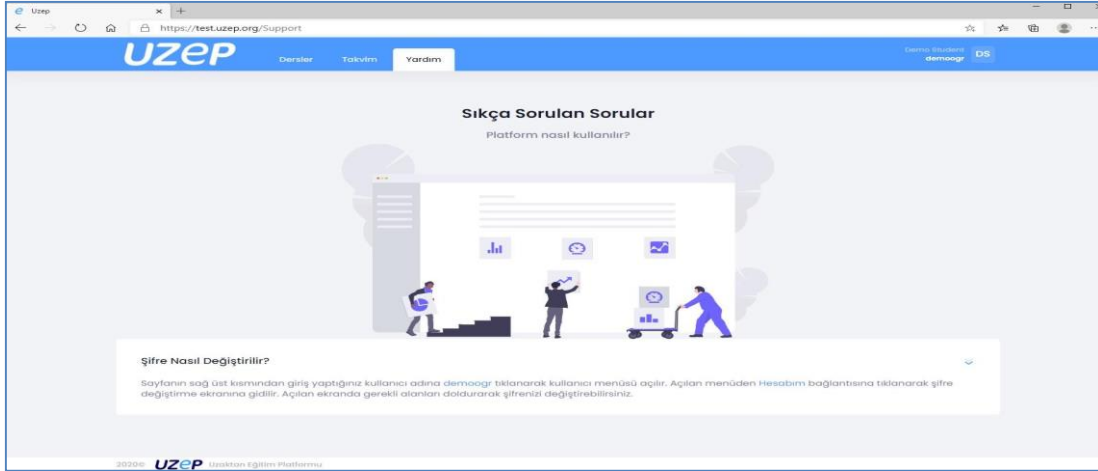 Uzep
https://test.uzep.org/Support
UZeP
Dersler Takvim Yardım
Demo Student
demoogr
DS
Sıkça Sorulan Sorular
Platform nasıl kullanılır?
Şifre Nasıl Değiştirilir?
Sayfanın sağ üst kısmından giriş yaptığınız kullanıcı adına demoogr tıklanarak kullanıcı menüsü açılır. Açılan menüden Hesabım bağlantısına tıklanarak şifre
değiştirme ekranına gidilir. Açılan ekranda gerekli alanları doldurarak şifrenizi değiştirebilirsiniz.
2020© UZeP Uzaktan Eğitim Platformu